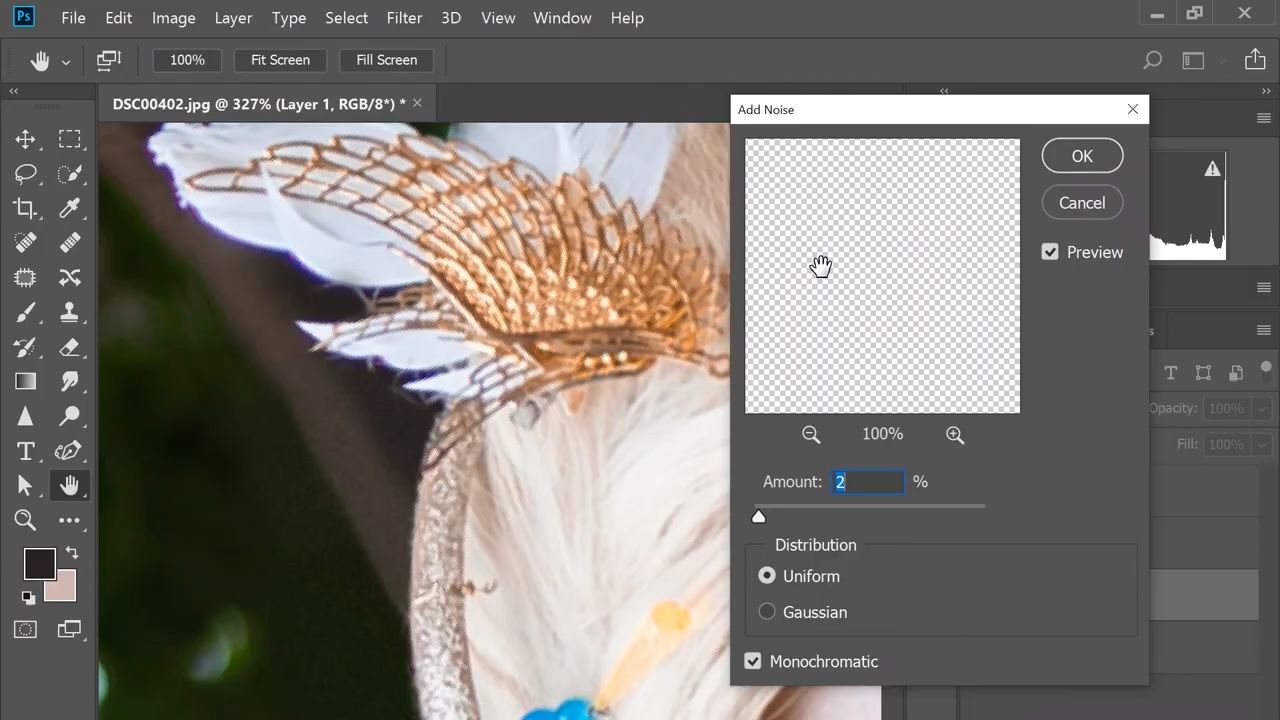 Ps File Edit Image Layer Type Select Filter 3D View Window Help
100% Fit Screen Fill Screen
DSC00402.jpg @ 327% (Layer 1, RGB/8*) *
Add Noise
OK
Cancel
Preview
100%
Amount: 2 %
Distribution
Uniform
Gaussian
Monochromatic
Opacity: 100%
Fill: 100%